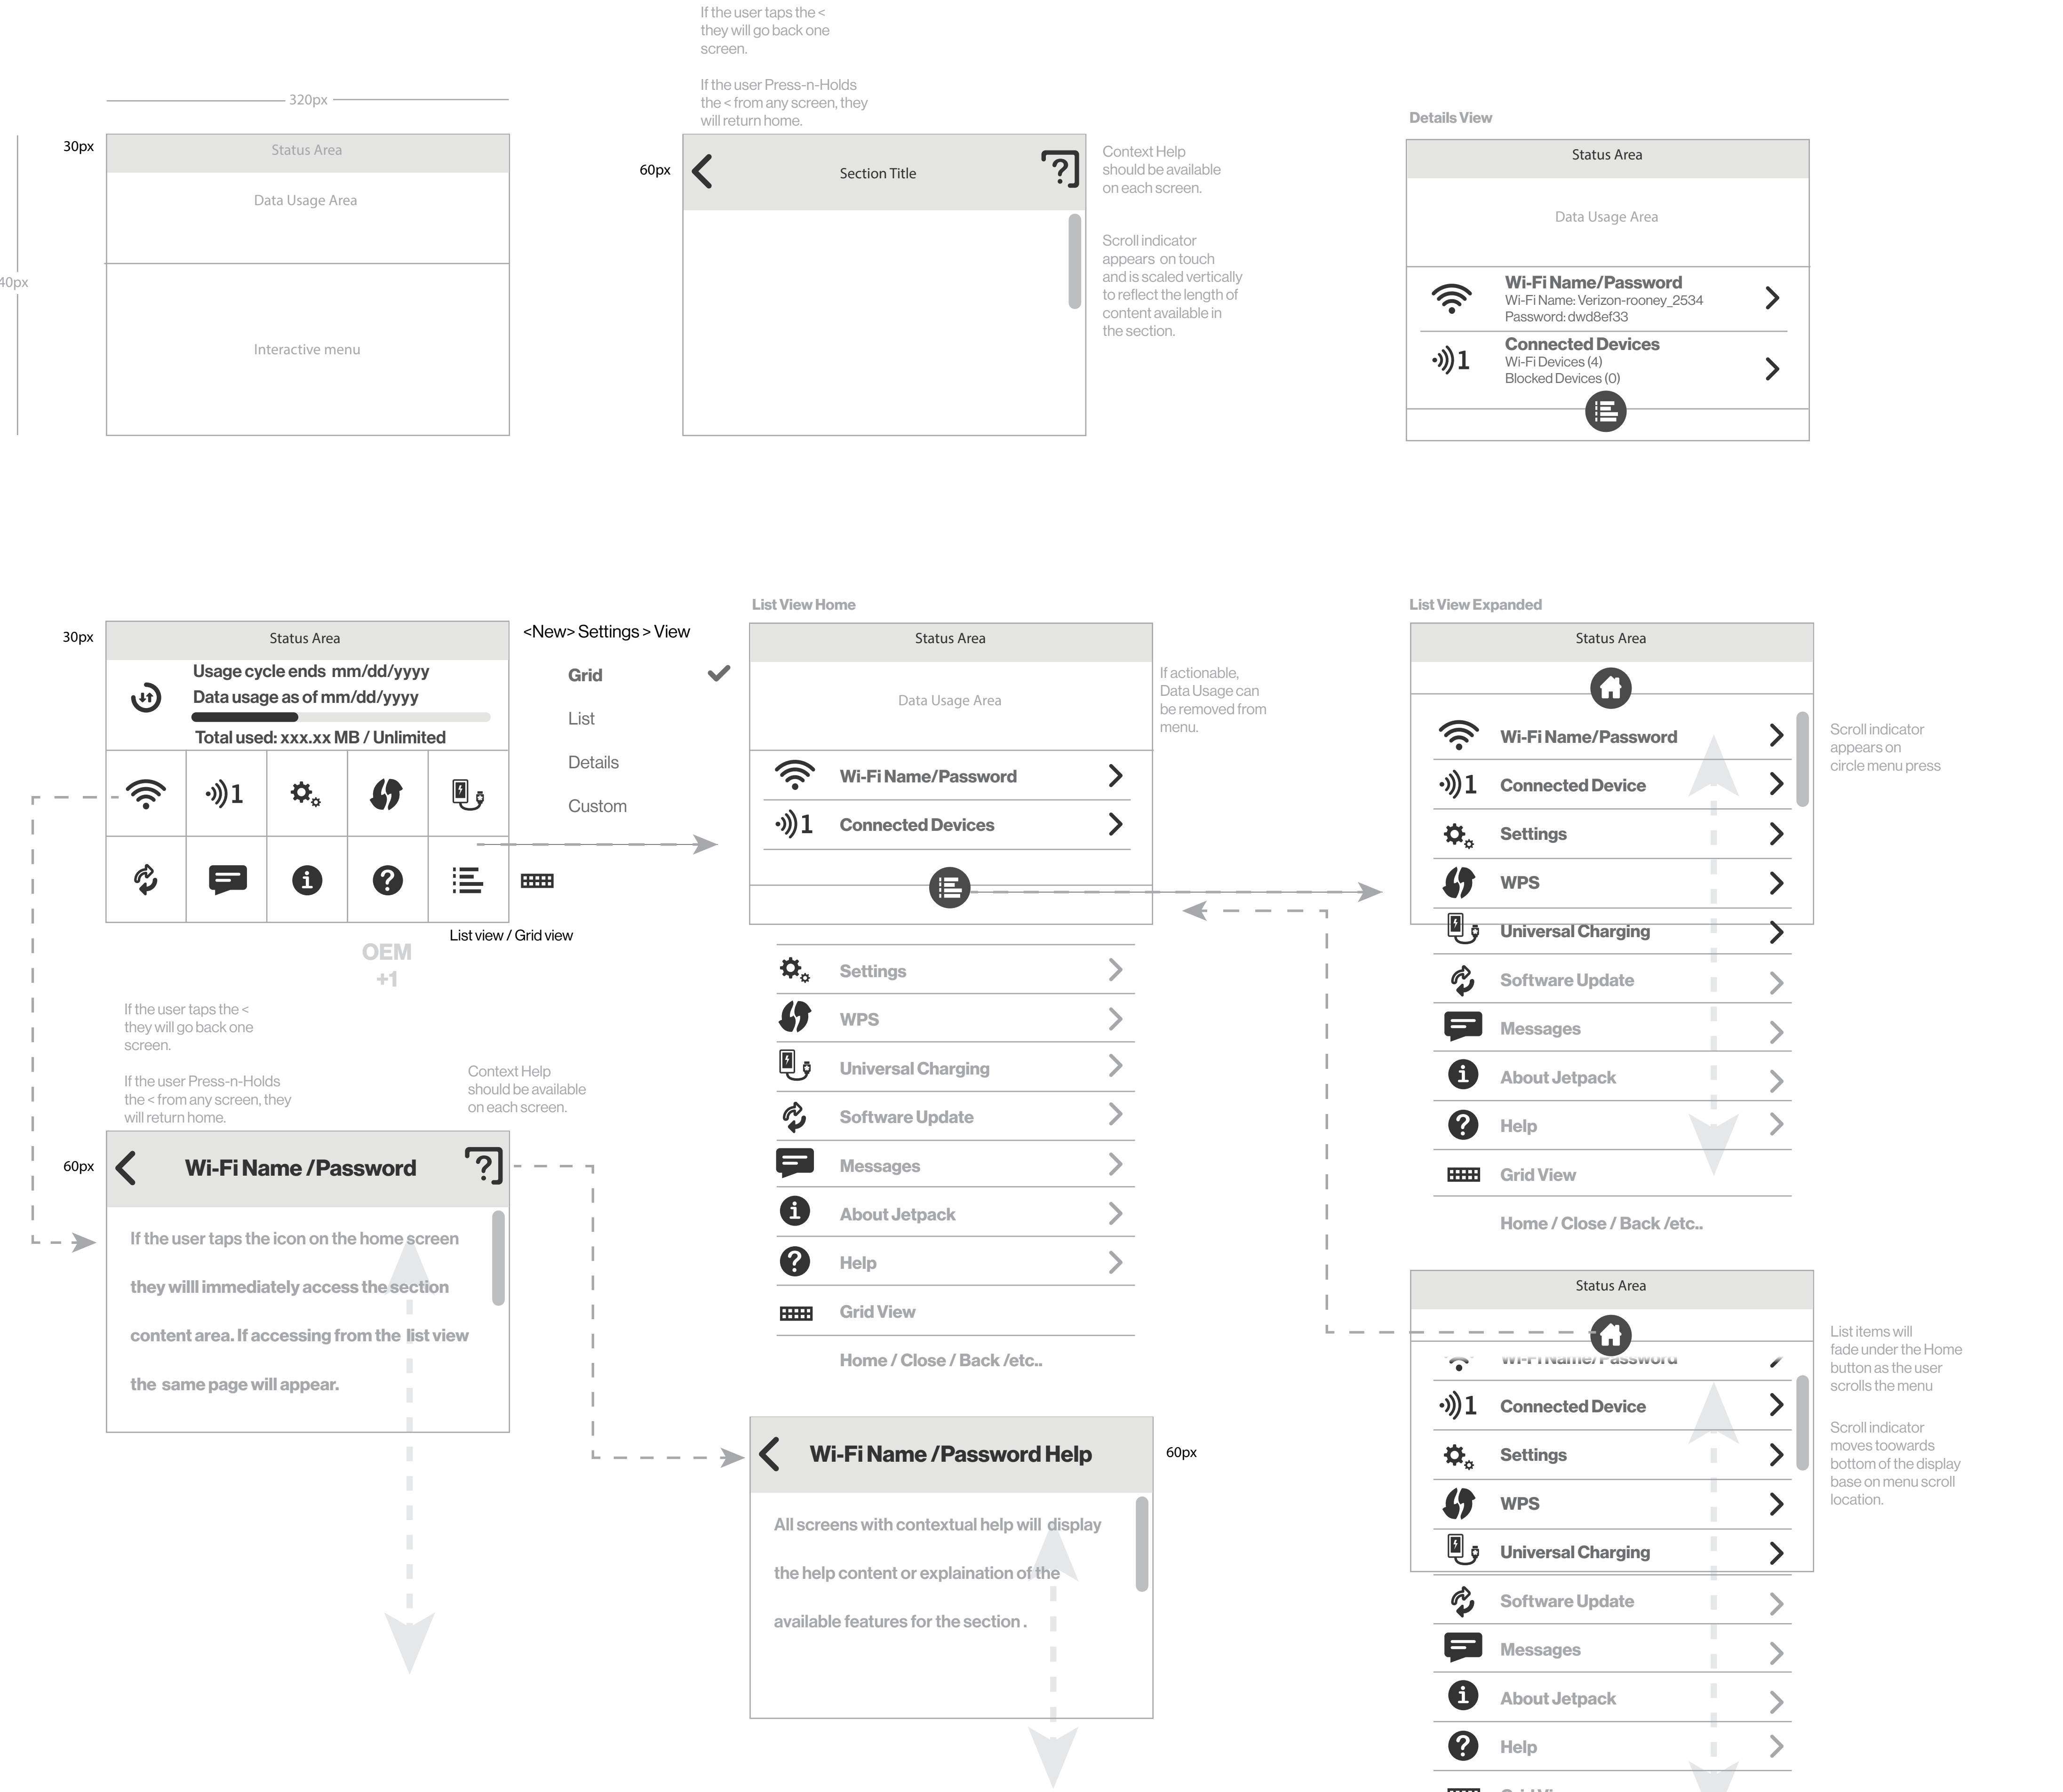 If the user taps the <
they will go back one
screen.
If the user Press-n-Holds
the < from any screen, they
will return home.
320px
30px
Status Area
Data Usage Area
Interactive menu
40px
60px
Section Title
?
Context Help
should be available
on each screen.
Scroll indicator
appears on touch
and is scaled vertically
to reflect the length of
content available in
the section.
Details View
Status Area
Data Usage Area
Wi-Fi Name/Password
Wi-Fi Name: Verizon-rooney_2534
Password: dwd8ef33
1
Connected Devices
Wi-Fi Devices (4)
Blocked Devices (0)
30px
Status Area
Usage cycle ends mm/dd/yyyy
Data usage as of mm/dd/yyyy
Total used: xxx.xx MB / Unlimited
1
i
?
List view / Grid view
OEM
+1
<New> Settings > View
Grid
List
Details
Custom
List View Home
Status Area
Data Usage Area
If actionable,
Data Usage can
be removed from
menu.
Wi-Fi Name/Password
1
Connected Devices
Settings
WPS
Universal Charging
Software Update
Messages
i
About Jetpack
?
Help
Grid View
Home / Close / Back /etc..
List View Expanded
Status Area
Wi-Fi Name/Password
1
Connected Device
Settings
WPS
Universal Charging
Software Update
Messages
i
About Jetpack
?
Help
Grid View
Home / Close / Back /etc..
Scroll indicator
appears on
circle menu press
If the user taps the <
they will go back one
screen.
If the user Press-n-Holds
the < from any screen, they
will return home.
Context Help
should be available
on each screen.
60px
Wi-Fi Name /Password
?
If the user taps the icon on the home screen
they willl immediately access the section
content area. If accessing from the list view
the same page will appear.
Wi-Fi Name /Password Help
60px
All screens with contextual help will display
the help content or explaination of the
available features for the section .
Status Area
Wi-Fi Name/Password
1
Connected Device
Settings
WPS
Universal Charging
Software Update
Messages
i
About Jetpack
?
Help
List items will
fade under the Home
button as the user
scrolls the menu
Scroll indicator
moves toowards
bottom of the display
base on menu scroll
location.